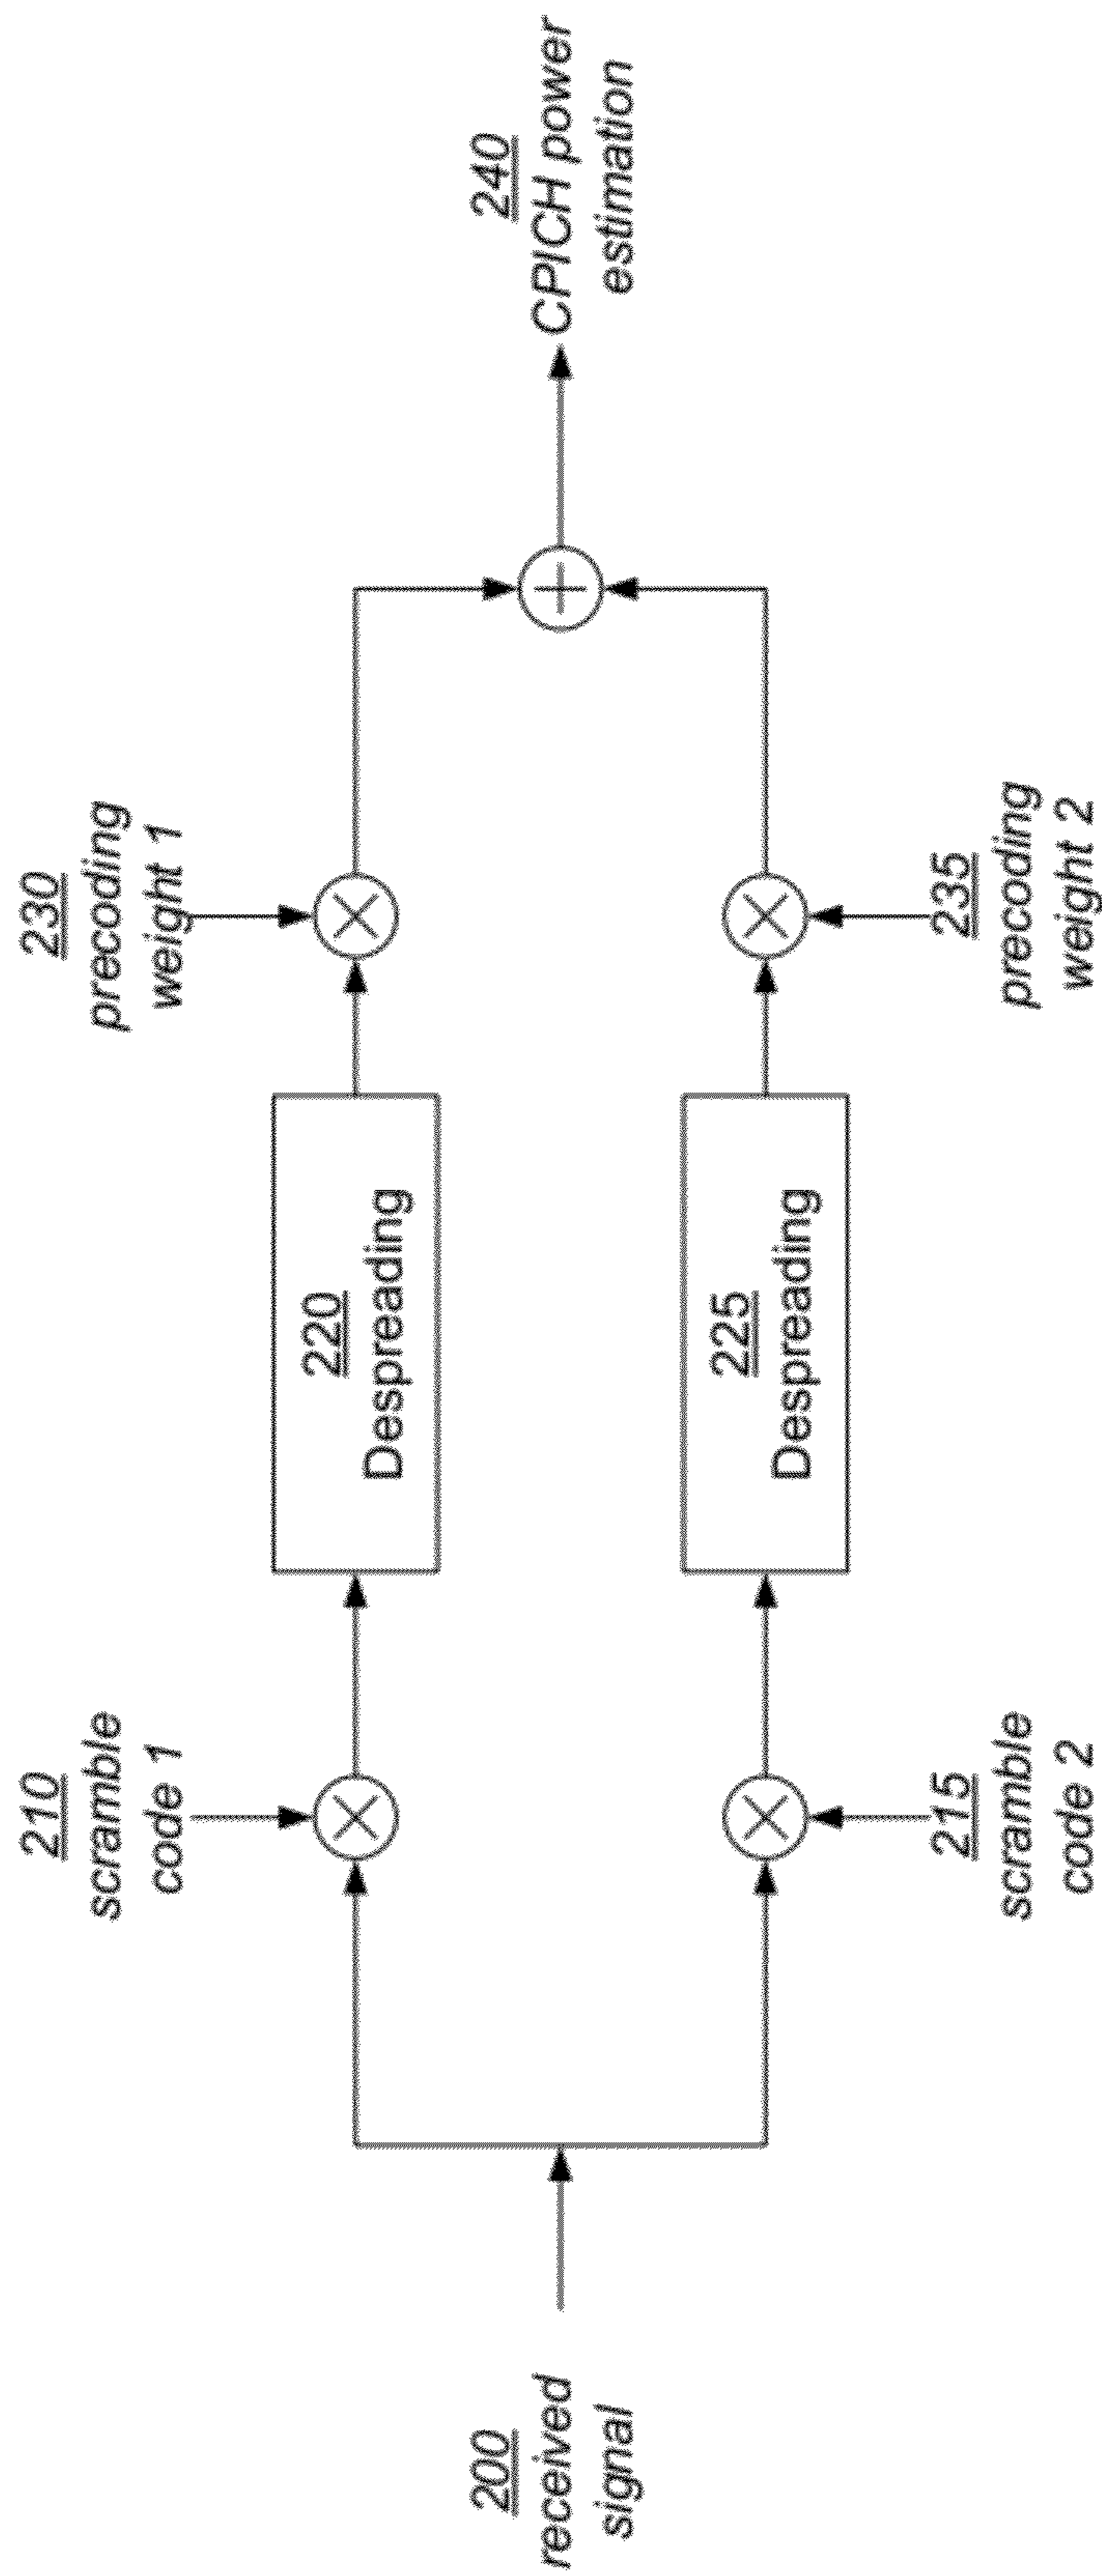 200
received
signal
210
scramble
code 1
215
scramble
code 2
220
Despreading
225
Despreading
230
precoding
weight 1
235
precoding
weight 2
240
CPICH power
estimation